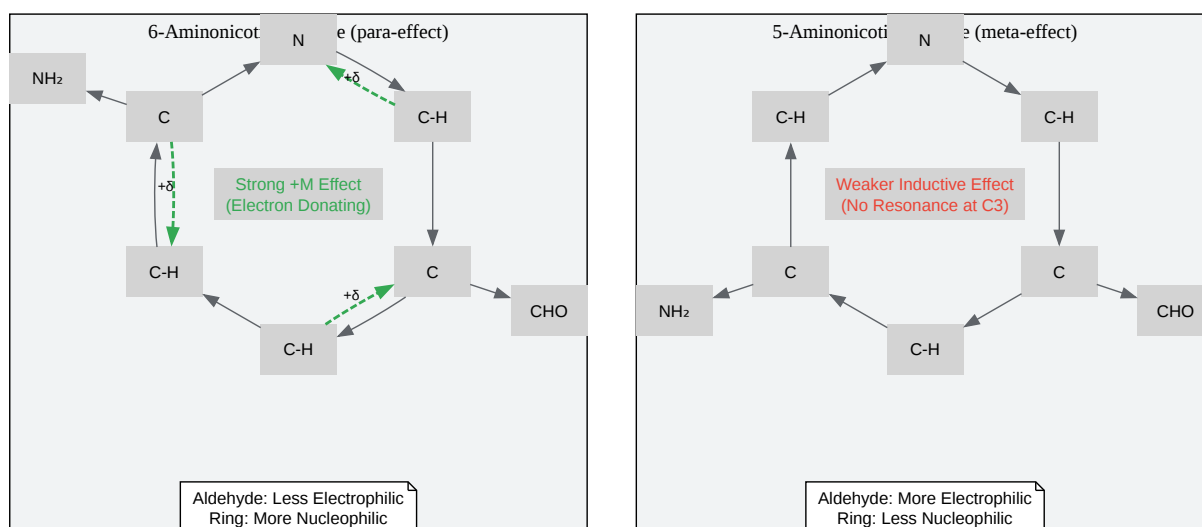 6-Aminonicoti e (para-effect)
N
NH₂
+δ
C
C-H
+δ
Strong +M Effect
(Electron Donating)
C-H
C
+δ
CHO
C-H
Aldehyde: Less Electrophilic
Ring: More Nucleophilic
5-Aminonicoti e (meta-effect)
N
C-H
C-H
Weaker Inductive Effect
(No Resonance at C3)
C
C
NH₂
CHO
C-H
Aldehyde: More Electrophilic
Ring: Less Nucleophilic